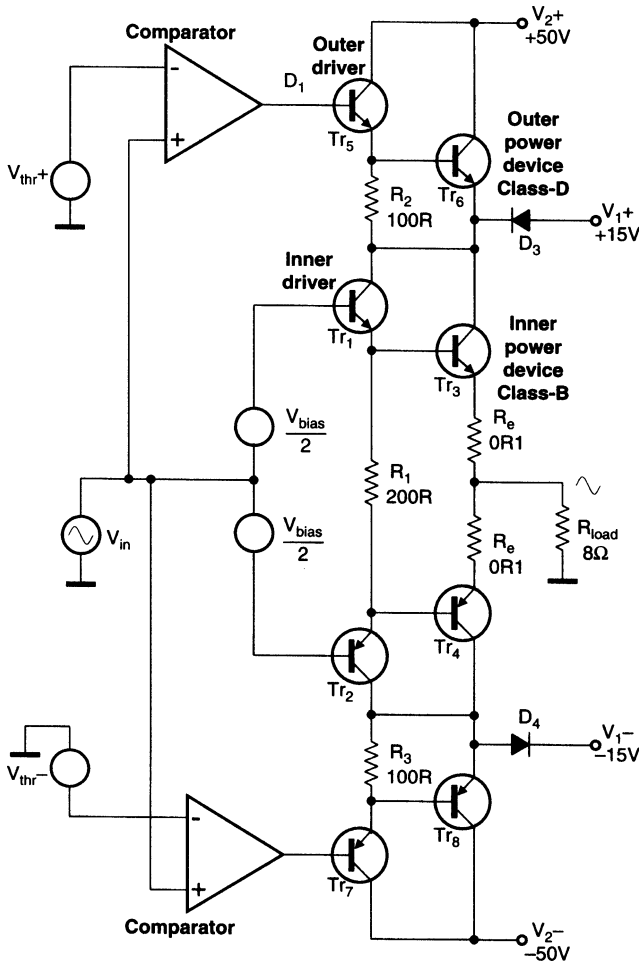 Comparator
-
+
D1
Vthr+
Outer
driver
Tr5
V2+
+50V
Outer
power
device
Class-D
Tr6
R2
100R
D3
V1+
+15V
Inner
driver
Tr1
Inner
power
device
Class-B
Tr3
Vbias
2
Re
0R1
R1
200R
Vin
Vbias
2
Re
0R1
Rload
8Ω
Tr4
Tr2
D4
V1–
–15V
R3
100R
Vthr–
-
+
Tr8
Tr7
Comparator
V2–
–50V